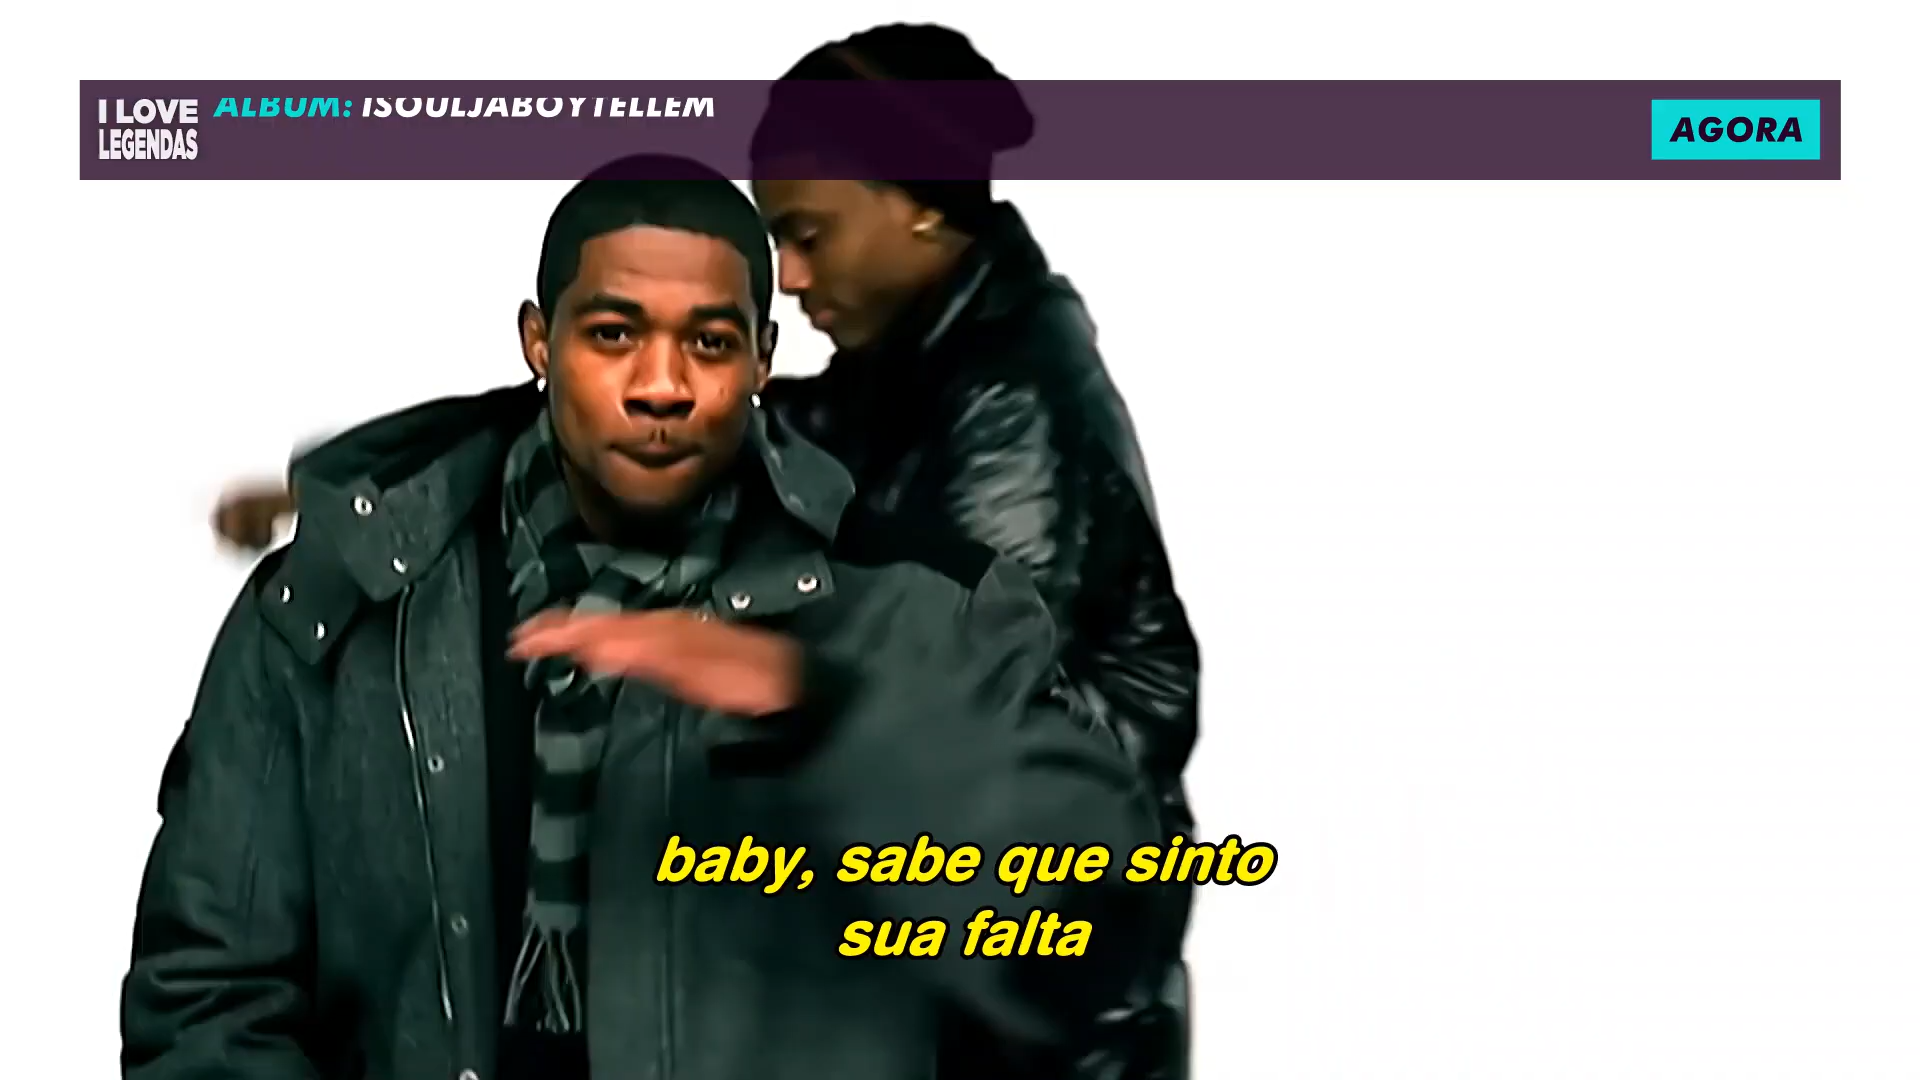 I LOVE
LEGENDAS
ALBUM: ISOULJABOYTELLEM
AGORA
baby, sabe que sinto
sua falta